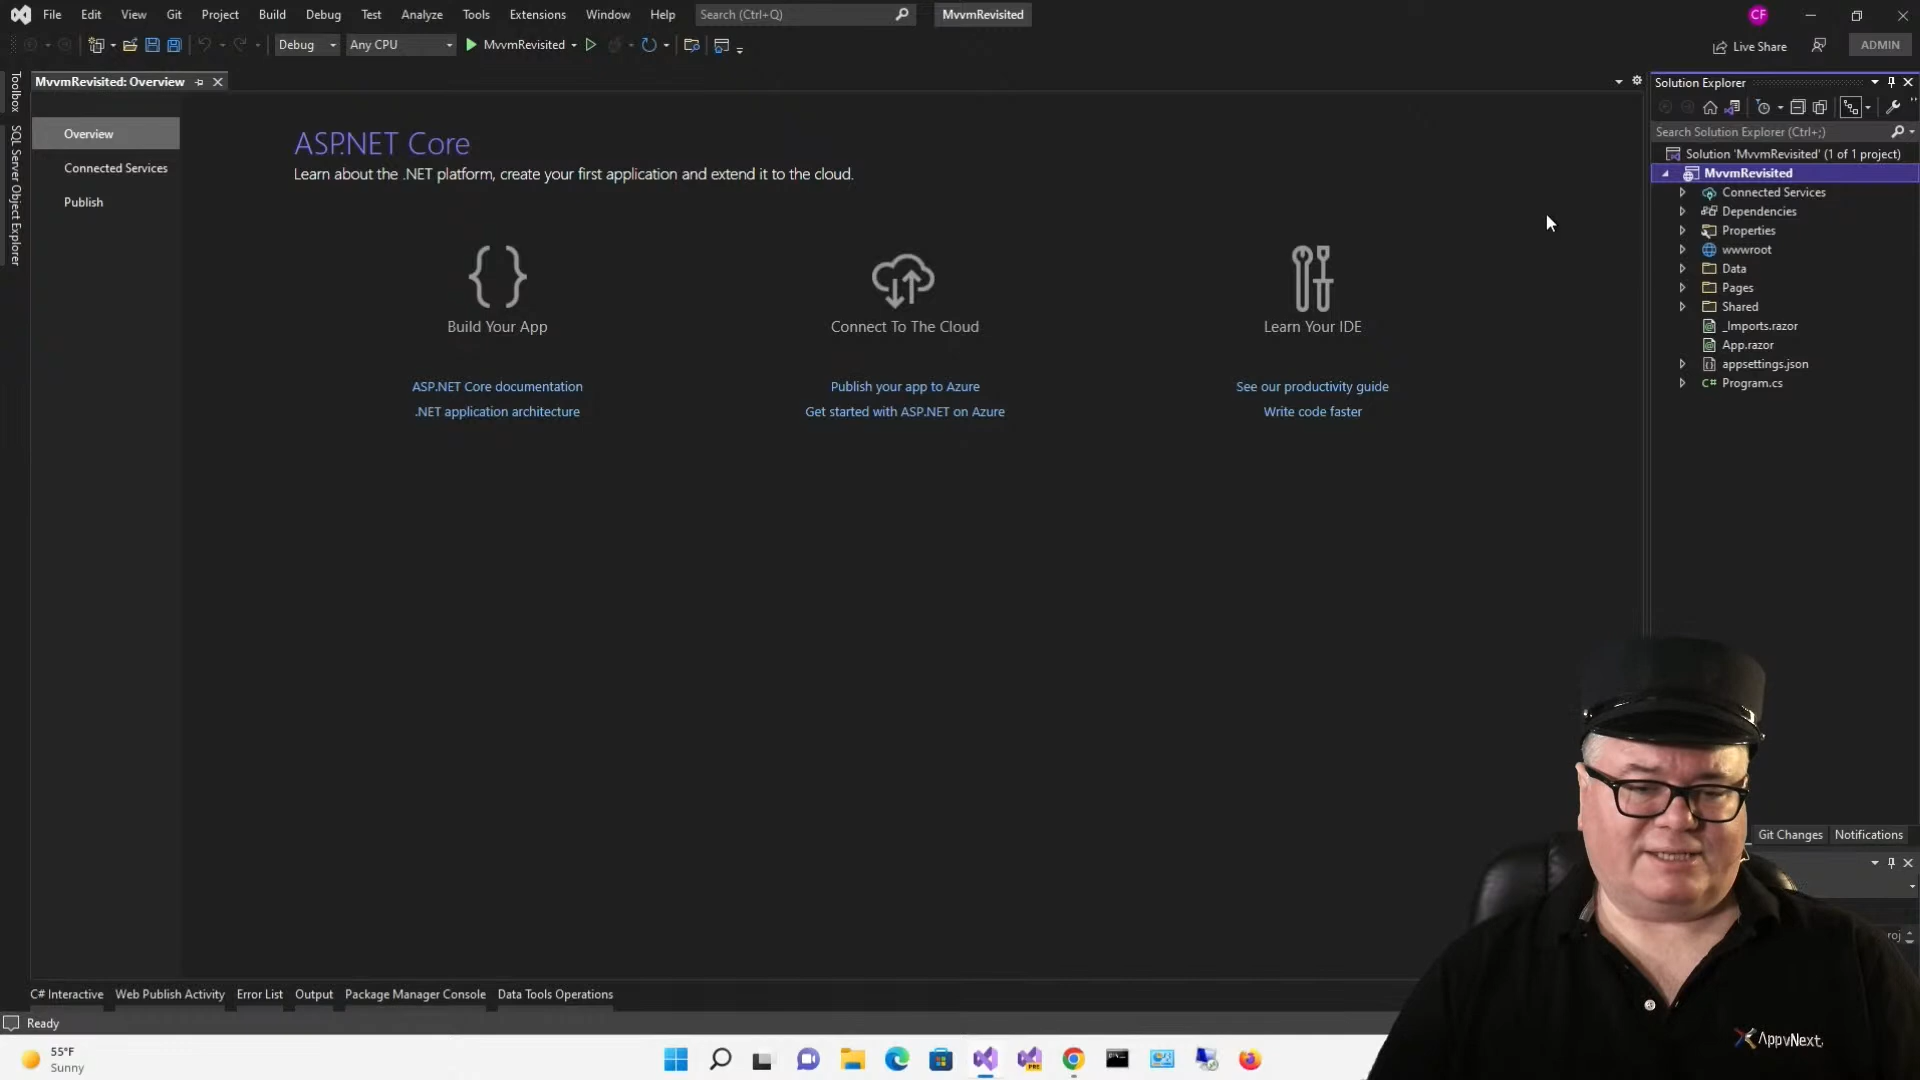 File Edit View Git Project Build Debug Test Analyze Tools Extensions Window Help Search (Ctrl+Q) MvvmRevisited CF
Debug Any CPU MvvmRevisited Live Share ADMIN
Toolbox
SQL Server Object Explorer
MvvmRevisited: Overview
Overview
Connected Services
Publish
ASP.NET Core
Learn about the .NET platform, create your first application and extend it to the cloud.
Build Your App
ASP.NET Core documentation
.NET application architecture
Connect To The Cloud
Publish your app to Azure
Get started with ASP.NET on Azure
Learn Your IDE
See our productivity guide
Write code faster
Solution Explorer
Search Solution Explorer (Ctrl+;)
Solution 'MvvmRevisited' (1 of 1 project)
MvvmRevisited
Connected Services
Dependencies
Properties
wwwroot
Data
Pages
Shared
_Imports.razor
App.razor
appsettings.json
C# Program.cs
Git Changes Notifications
roj
C# Interactive Web Publish Activity Error List Output Package Manager Console Data Tools Operations
Ready
55°F
Sunny
PRE
AppvNext